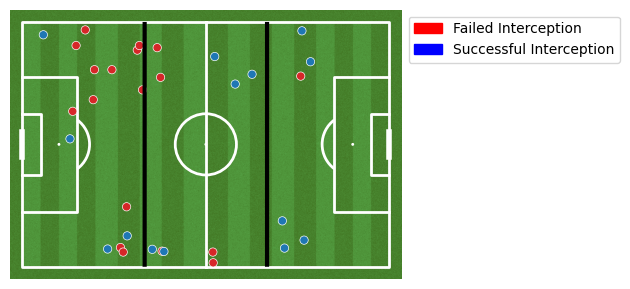 Failed Interception
Successful Interception